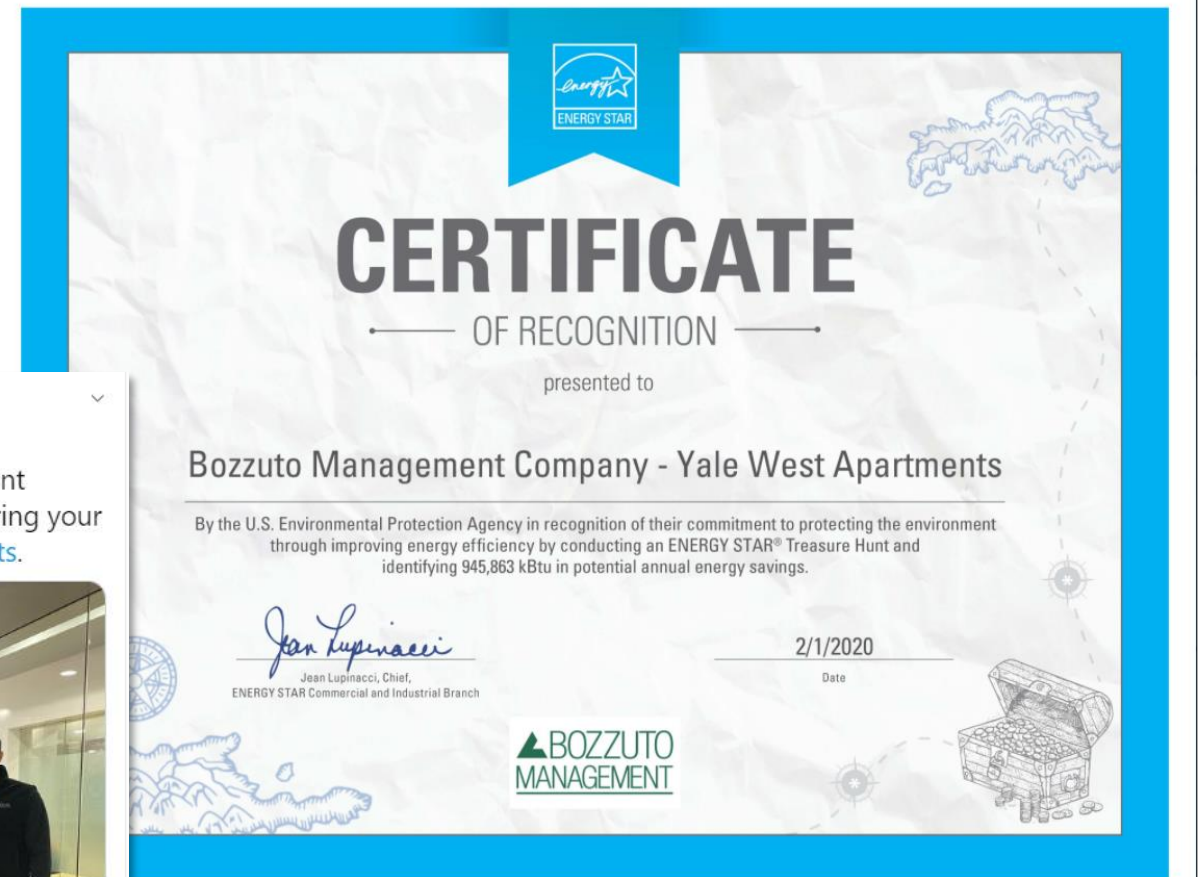 energy
ENERGY STAR
CERTIFICATE
OF RECOGNITION
presented to
Bozzuto Management Company - Yale West Apartments
By the U.S. Environmental Protection Agency in recognition of their commitment to protecting the environment
through improving energy efficiency by conducting an ENERGY STAR® Treasure Hunt and
identifying 945,863 kBtu in potential annual energy savings.
Jean Lupinacci
2/1/2020
Jean Lupinacci, Chief,
Date
ENERGY STAR Commercial and Industrial Branch
BOZZUTO
MANAGEMENT
nt
ing your
ts.